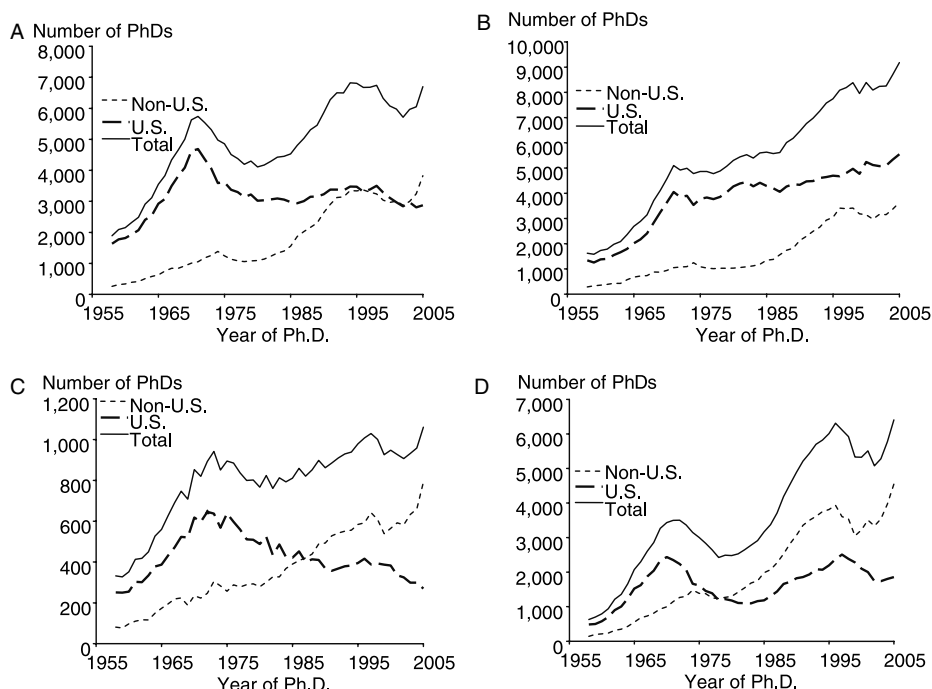 A
Number of PhDs
8,000
7,000
6,000
5,000
4,000
3,000
2,000
1,000
0
Non-U.S.
U.S.
Total
1955
1965
1975
1985
1995
2005
Year of Ph.D.
B
Number of PhDs
10,000
9,000
8,000
7,000
6,000
5,000
4,000
3,000
2,000
1,000
0
Non-U.S.
U.S.
Total
1955
1965
1975
1985
1995
2005
Year of Ph.D.
C
Number of PhDs
1,200
1,000
800
600
400
200
0
Non-U.S.
U.S.
Total
1955
1965
1975
1985
1995
2005
Year of Ph.D.
D
Number of PhDs
7,000
6,000
5,000
4,000
3,000
2,000
1,000
0
Non-U.S.
U.S.
Total
1955
1965
1975
1985
1995
2005
Year of Ph.D.